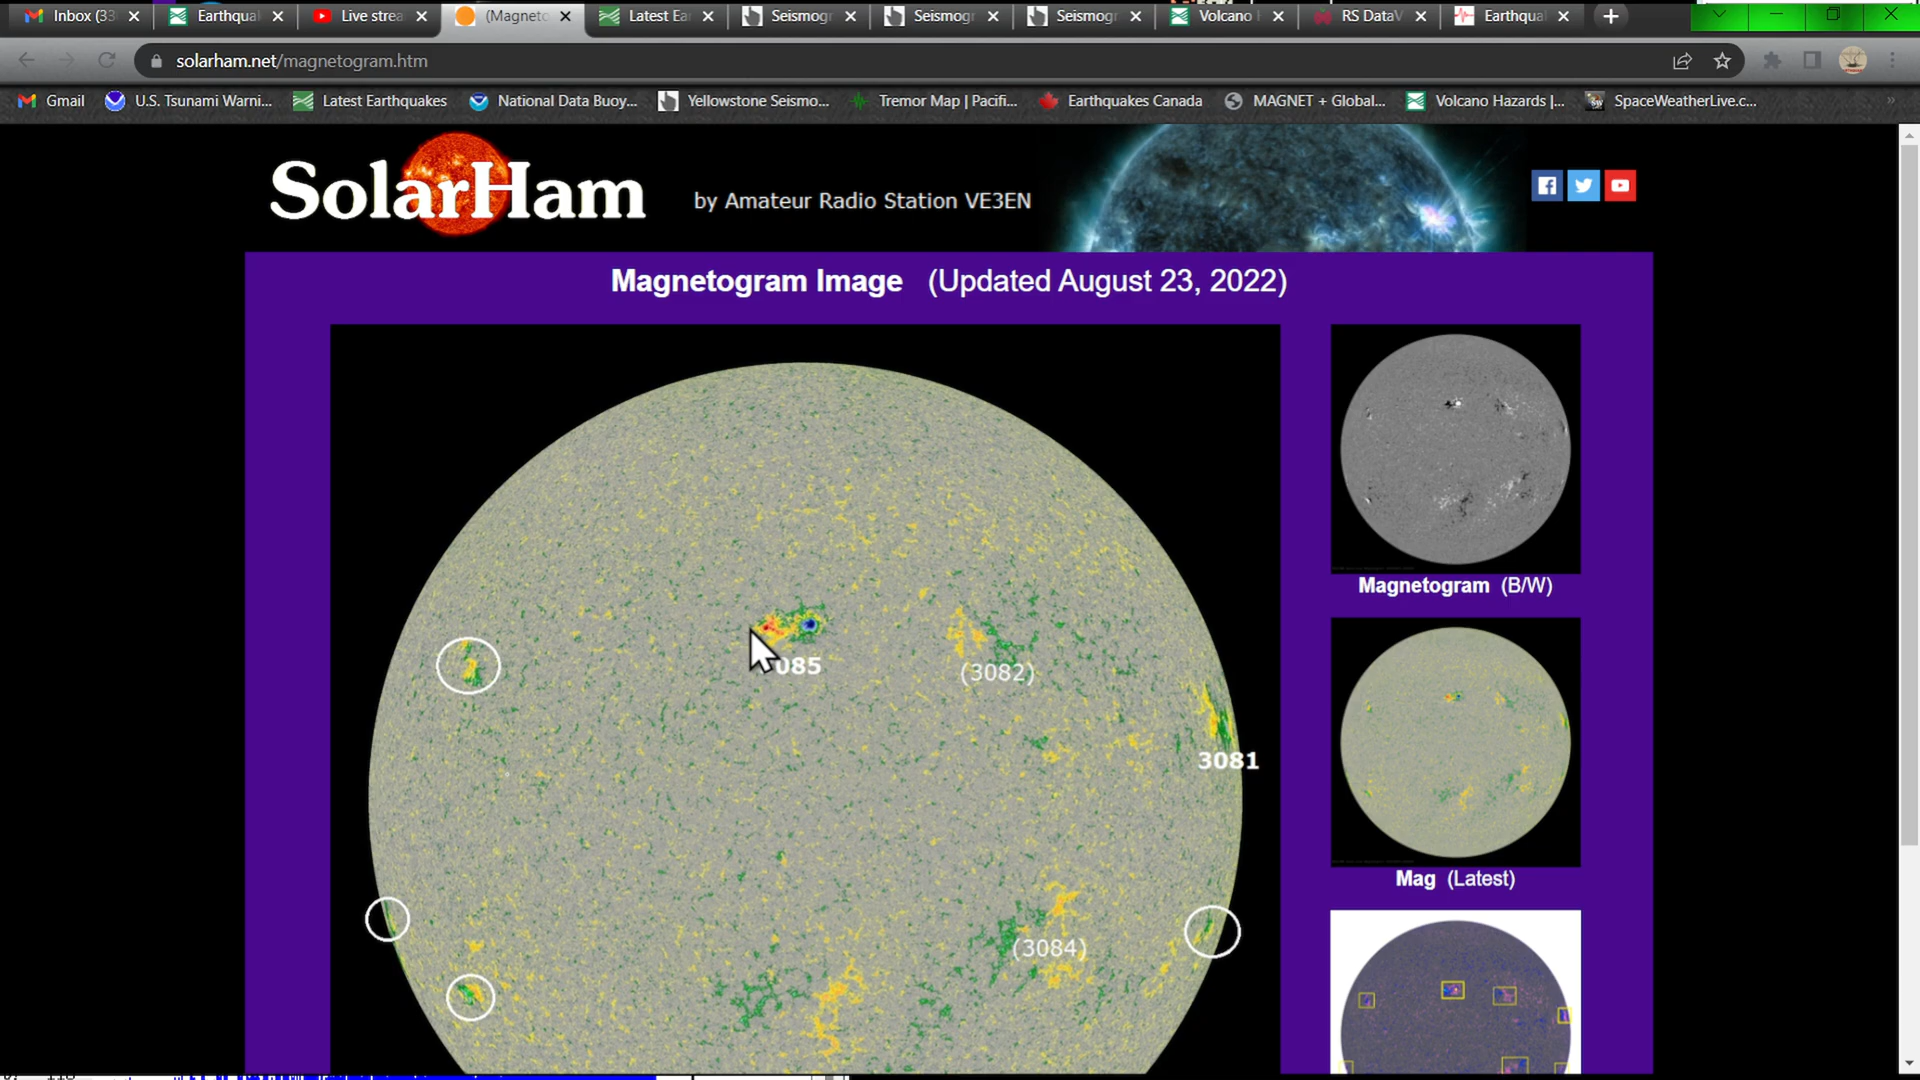 Inbox (33
Earthqua
Live strea
(Magneto
Latest Ea
Seismogr
Seismogr
Seismogr
Volcano
RS DataV
Earthqua
solarham.net/magnetogram.htm
Gmail
U.S. Tsunami Warni...
Latest Earthquakes
National Data Buoy...
Yellowstone Seismo...
Tremor Map | Pacifi...
Earthquakes Canada
MAGNET + Global...
Volcano Hazards |...
SpaceWeatherLive.c...
SolarHam
by Amateur Radio Station VE3EN
Magnetogram Image (Updated August 23, 2022)
085
(3082)
3081
(3084)
Magnetogram (B/W)
Mag (Latest)